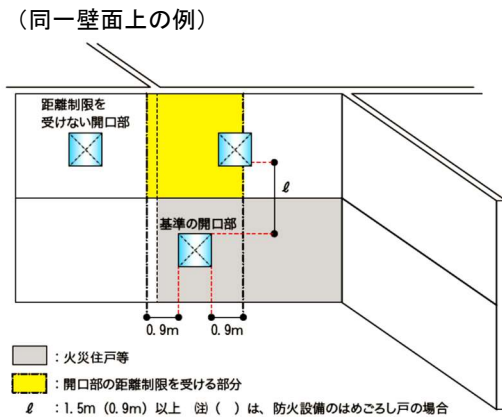 （同一壁面上の例）
距離制限を
受けない開口部
ℓ
基準の開口部
0.9m 0.9m
：火災住戸等
：開口部の距離制限を受ける部分
ℓ ：1.5m（0.9m）以上 ㊟（ ）は、防火設備のはめごろし戸の場合